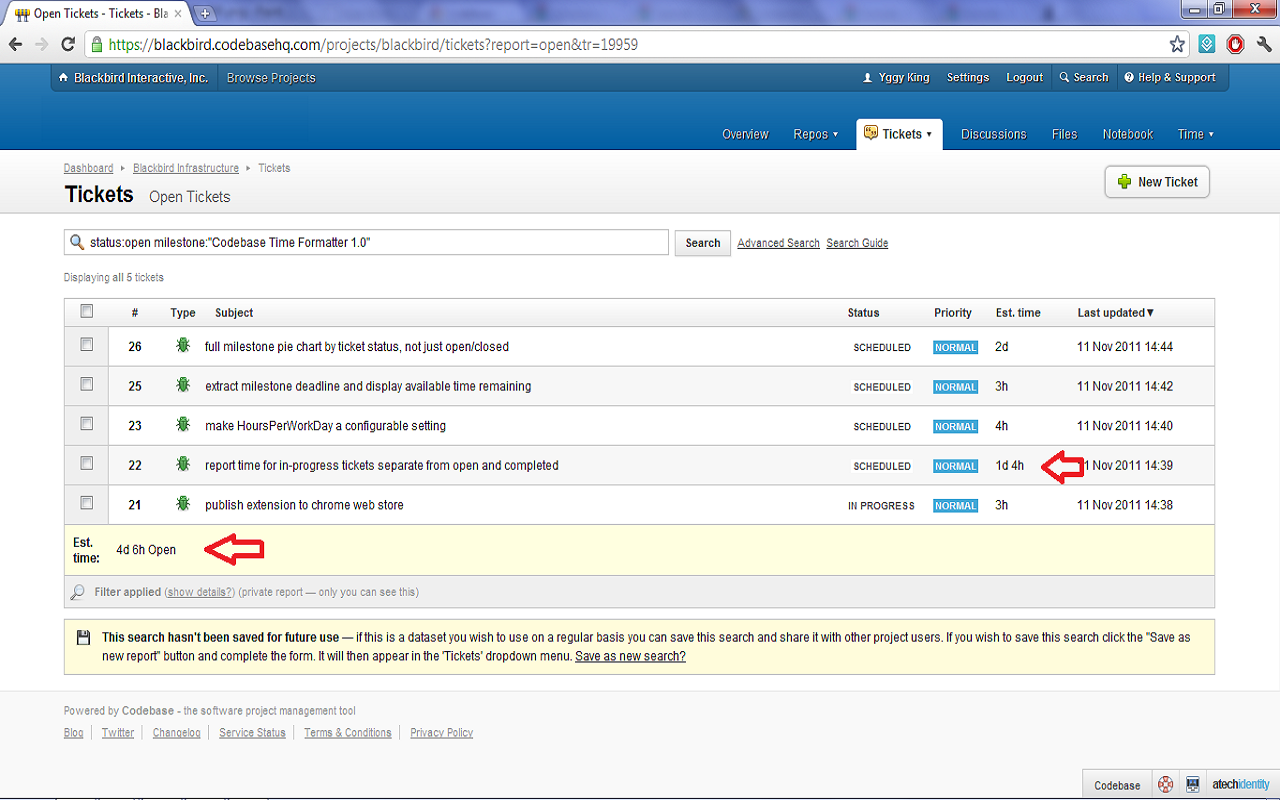 Open Tickets - Tickets - Bla
https://blackbird.codebasehq.com/projects/blackbird/tickets?report=open&tr=19959
Blackbird Interactive, Inc. Browse Projects Yggy King Settings Logout Search Help & Support
Overview Repos Tickets Discussions Files Notebook Time
Dashboard Blackbird Infrastructure Tickets
Tickets Open Tickets New Ticket
status:open milestone:"Codebase Time Formatter 1.0" Search Advanced Search Search Guide
Displaying all 5 tickets
# Type Subject Status Priority Est. time Last updated▼
26 full milestone pie chart by ticket status, not just open/closed SCHEDULED NORMAL 2d 11 Nov 2011 14:44
25 extract milestone deadline and display available time remaining SCHEDULED NORMAL 3h 11 Nov 2011 14:42
23 make HoursPerWorkDay a configurable setting SCHEDULED NORMAL 4h 11 Nov 2011 14:40
22 report time for in-progress tickets separate from open and completed SCHEDULED NORMAL 1d 4h 1 Nov 2011 14:39
21 publish extension to chrome web store IN PROGRESS NORMAL 3h 11 Nov 2011 14:38
Est.
time: 4d 6h Open
Filter applied (show details?) (private report — only you can see this)
This search hasn't been saved for future use — if this is a dataset you wish to use on a regular basis you can save this search and share it with other project users. If you wish to save this search click the "Save as
new report" button and complete the form. It will then appear in the 'Tickets' dropdown menu. Save as new search?
Powered by Codebase - the software project management tool
Blog Twitter Changelog Service Status Terms & Conditions Privacy Policy
Codebase atechidentity